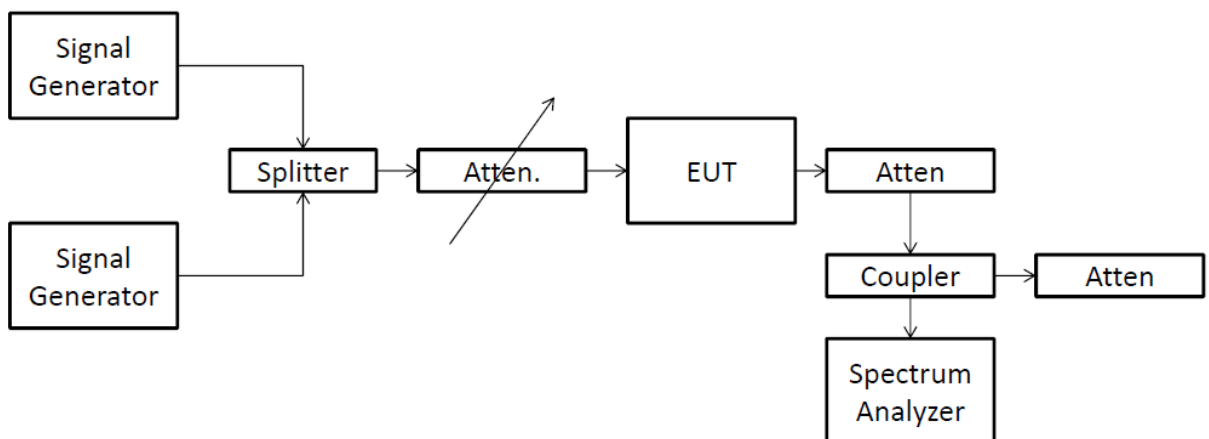 Signal
Generator
Splitter
Atten.
EUT
Atten
Signal
Generator
Coupler
Atten
Spectrum
Analyzer